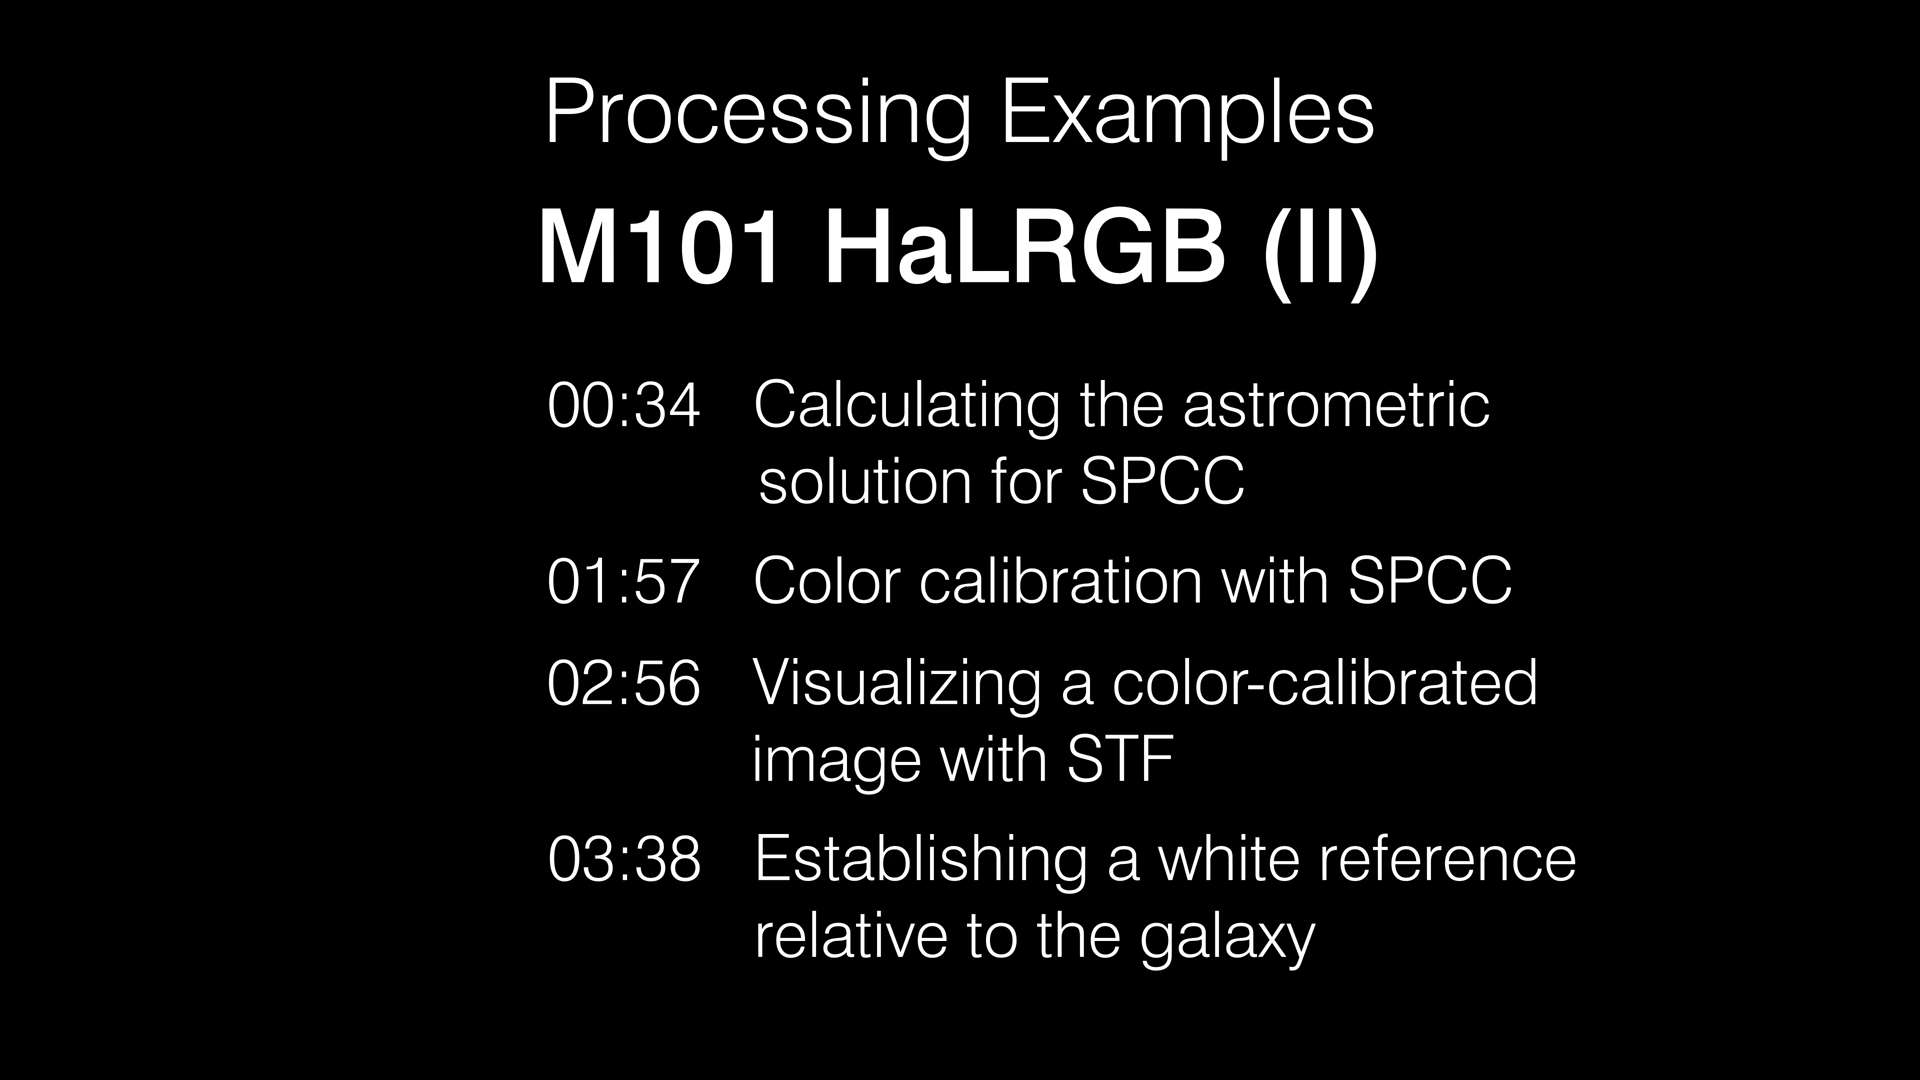 Processing Examples
M101 HaLRGB (II)
00:34 Calculating the astrometric
solution for SPCC
01:57 Color calibration with SPCC
02:56 Visualizing a color-calibrated
image with STF
03:38 Establishing a white reference
relative to the galaxy